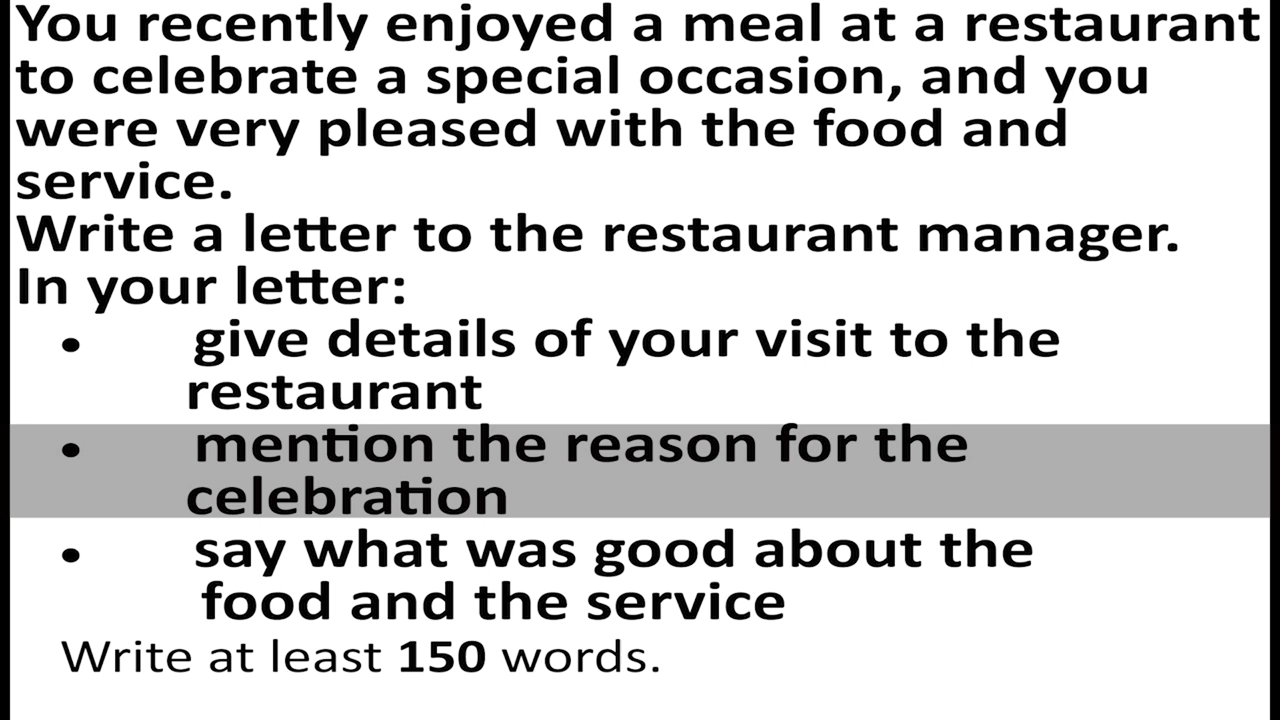 You recently enjoyed a meal at a restaurant
to celebrate a special occasion, and you
were very pleased with the food and
service.
Write a letter to the restaurant manager.
In your letter:
• give details of your visit to the
restaurant
• mention the reason for the
celebration
• say what was good about the
food and the service
Write at least 150 words.